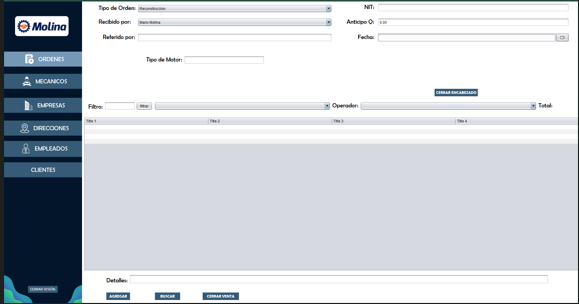 Molina
ORDENES
MECANICOS
EMPRESAS
DIRECCIONES
EMPLEADOS
CLIENTES
CERRAR SESIÓN
Tipo de Orden: Reconstruccion NIT:
Recibido por: Mario Molina Anticipo Q: 0.00
Referido por: Fecha:
Tipo de Motor:
CERRAR ENCABEZADO
Filtro: filtrar Operador: Total:
Title 1 Title 2 Title 3 Title 4
Detalles:
AGREGAR BUSCAR CERRAR VENTA